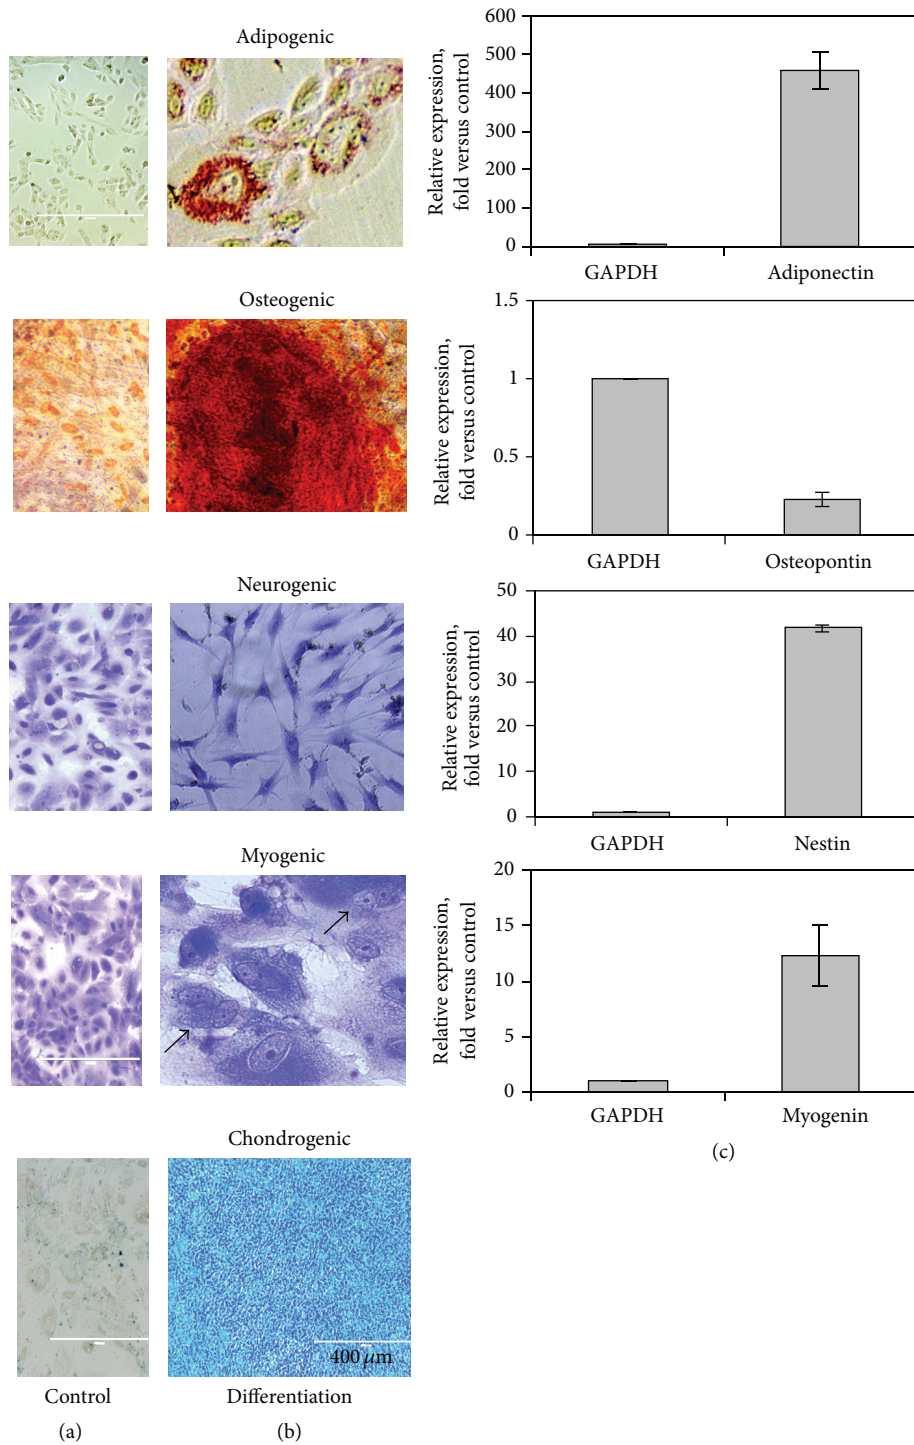 Adipogenic
Relative expression,
fold versus control
600
500
400
300
200
100
0
GAPDH
Adiponectin
Osteogenic
Relative expression,
fold versus control
1.5
1
0.5
0
GAPDH
Osteopontin
Neurogenic
Relative expression,
fold versus control
50
40
30
20
10
0
GAPDH
Nestin
Myogenic
Relative expression,
fold versus control
20
15
10
5
0
GAPDH
Myogenin
(c)
Chondrogenic
400 μm
Control
Differentiation
(a)
(b)